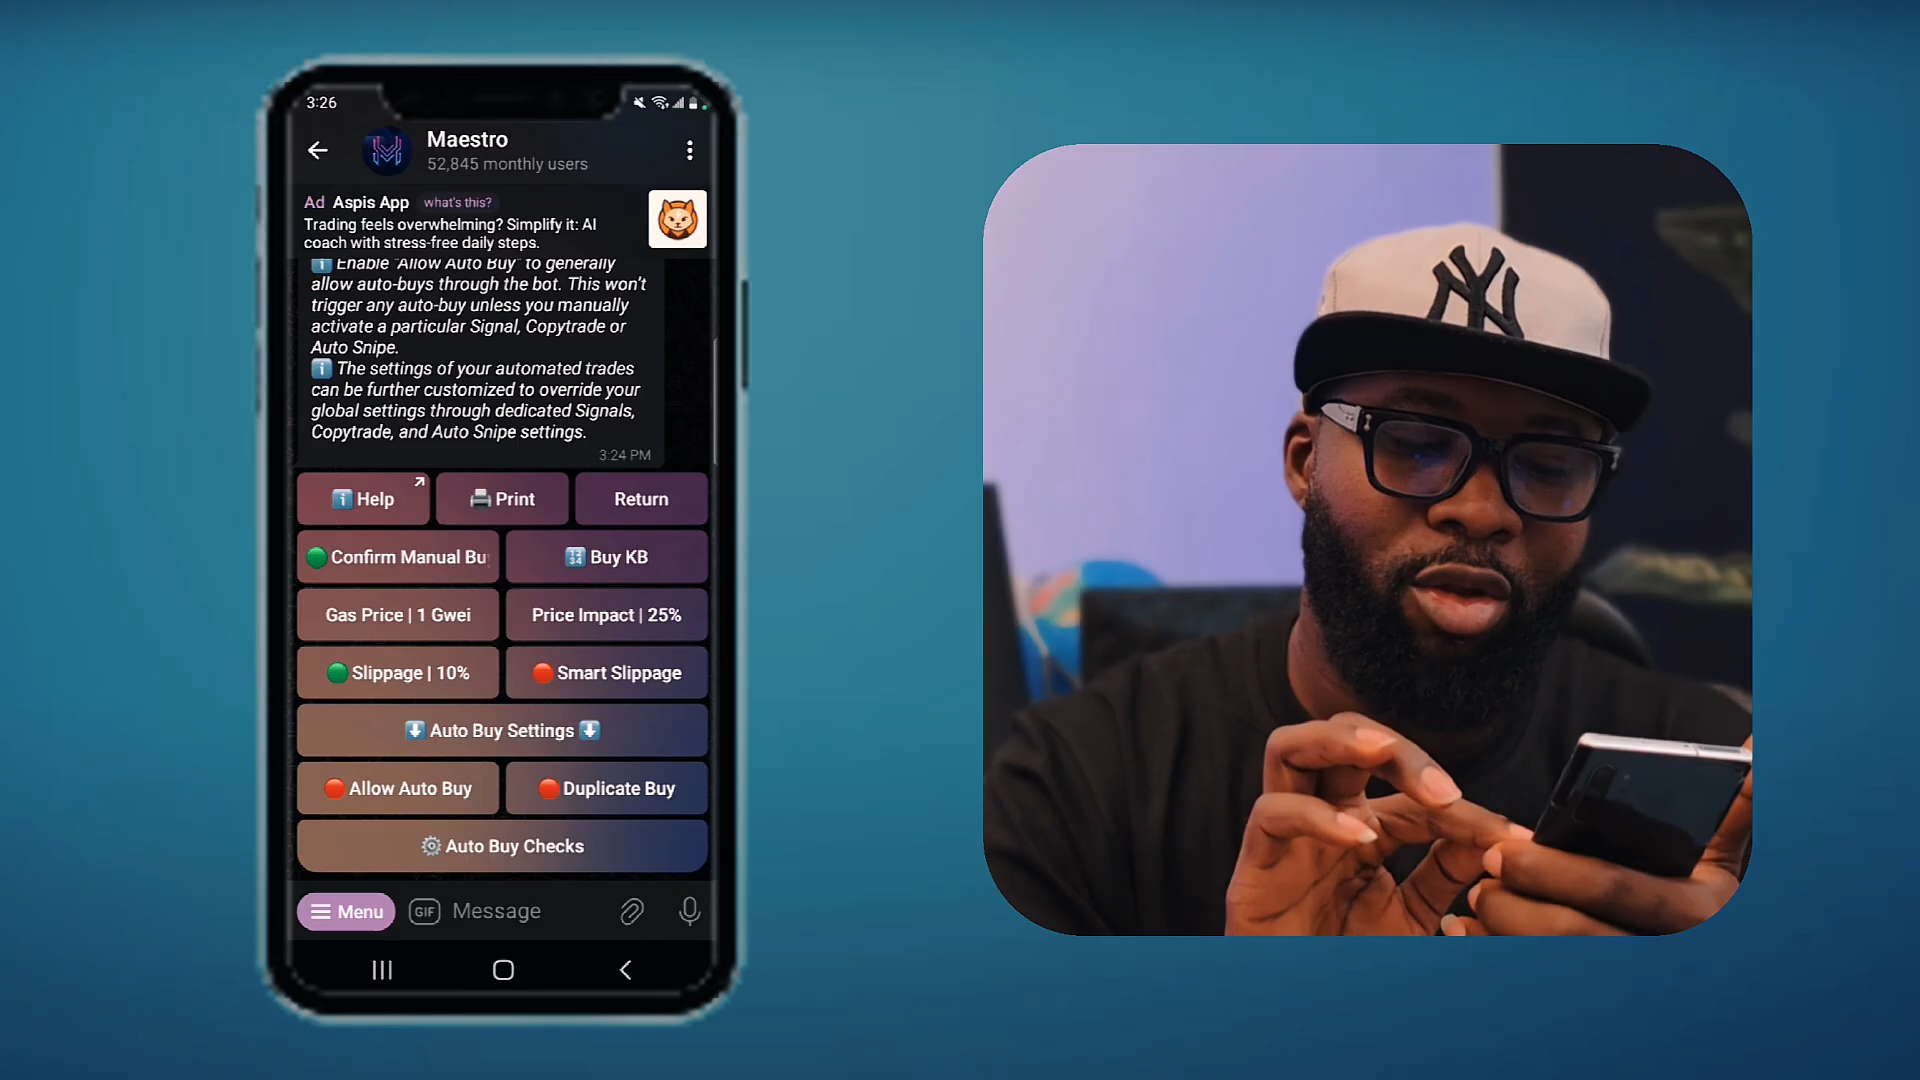 3:26
Maestro
52,845 monthly users
Ad Aspis App what's this?
Trading feels overwhelming? Simplify it: AI
coach with stress-free daily steps.
Enable "Allow Auto Buy" to generally
allow auto-buys through the bot. This won't
trigger any auto-buy unless you manually
activate a particular Signal, Copytrade or
Auto Snipe.
The settings of your automated trades
can be further customized to override your
global settings through dedicated Signals,
Copytrade, and Auto Snipe settings.
3:24 PM
Help Print Return
Confirm Manual Bu Buy KB
Gas Price | 1 Gwei Price Impact | 25%
Slippage | 10% Smart Slippage
Auto Buy Settings
Allow Auto Buy Duplicate Buy
Auto Buy Checks
Menu GIF Message
NY